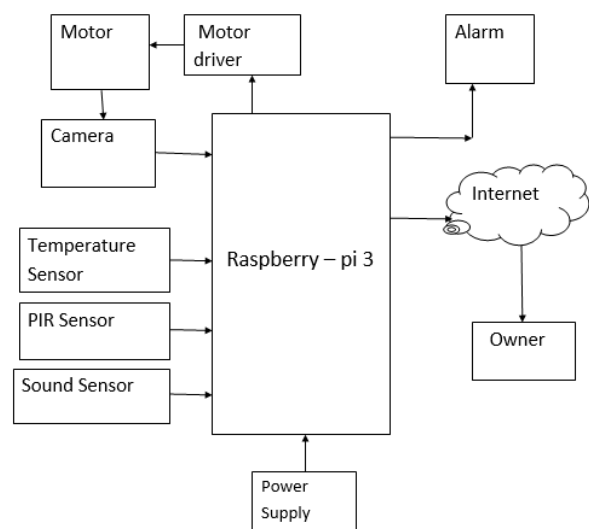 Motor
Motor
driver
Alarm
Camera
Internet
Temperature
Sensor
Raspberry – pi 3
PIR Sensor
Owner
Sound Sensor
Power
Supply